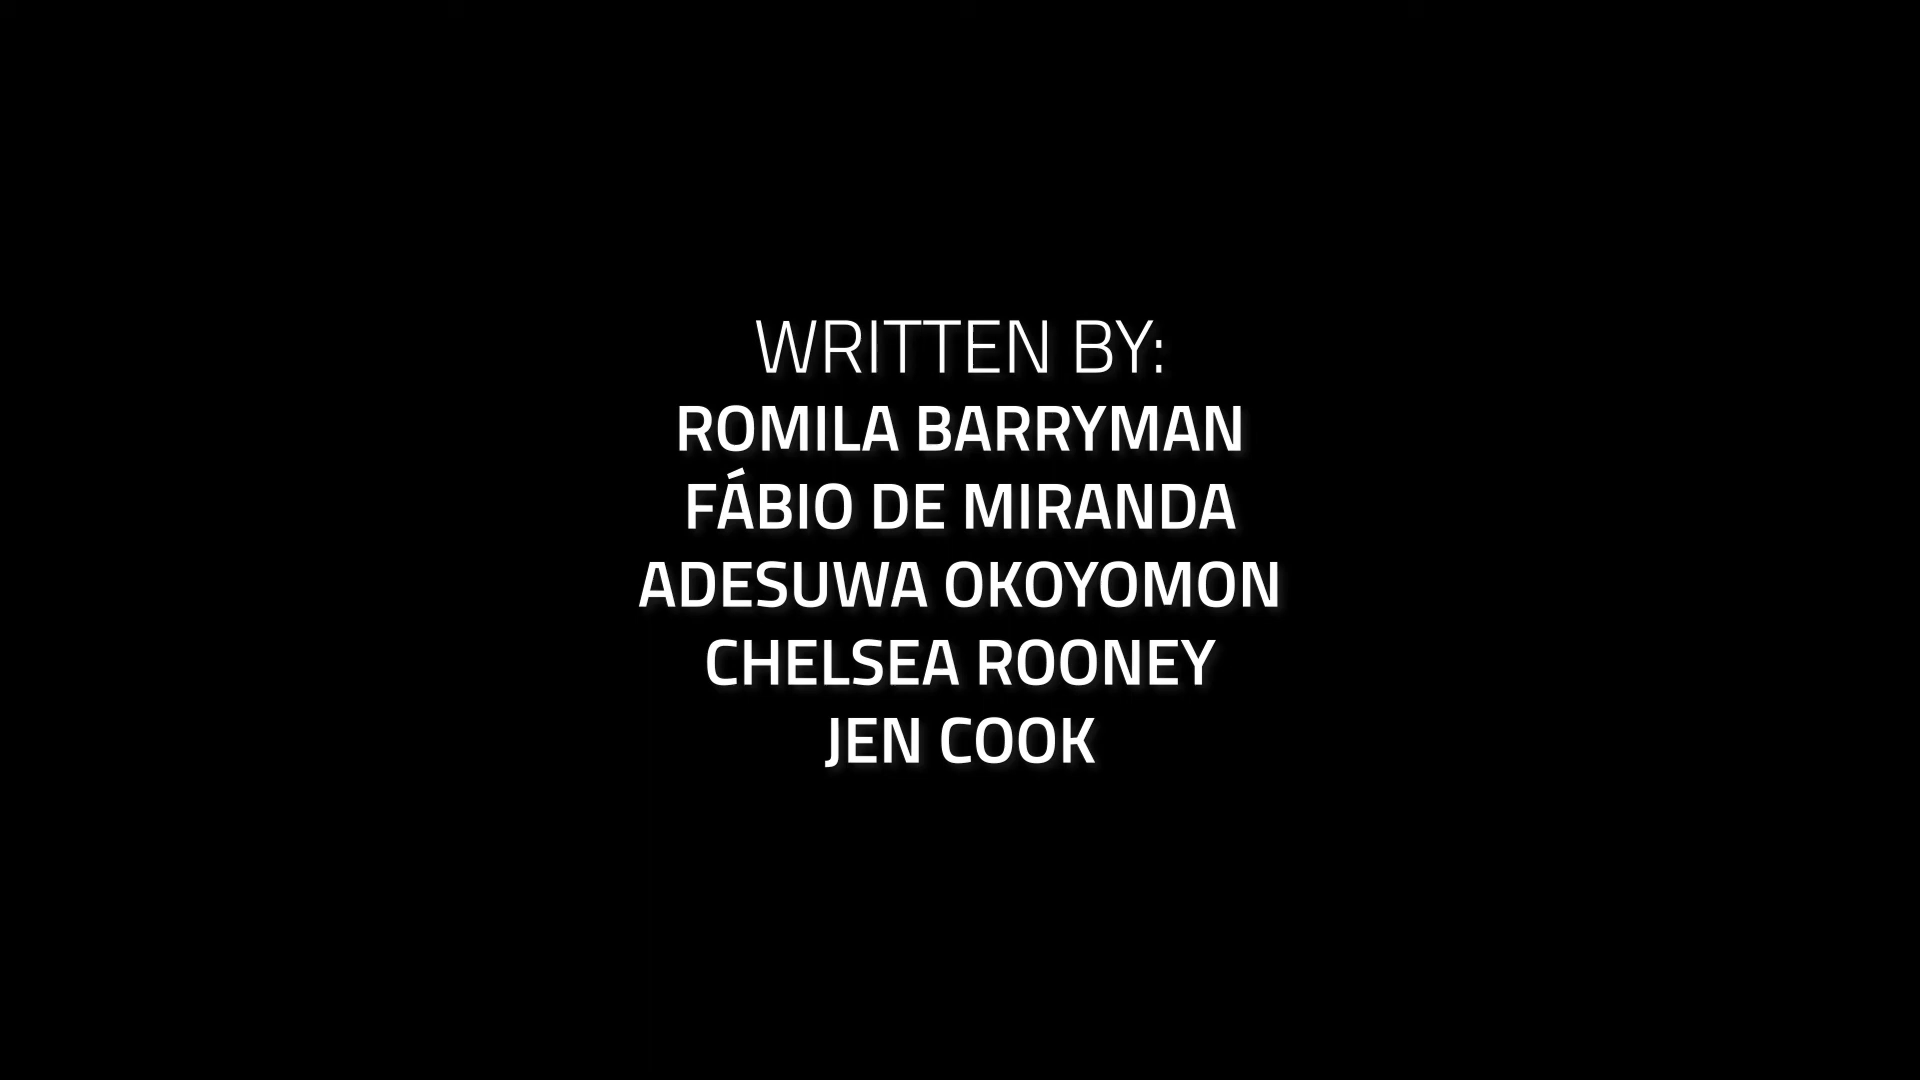 WRITTEN BY:
ROMILA BARRYMAN
FÁBIO DE MIRANDA
ADESUWA OKOYOMON
CHELSEA ROONEY
JEN COOK